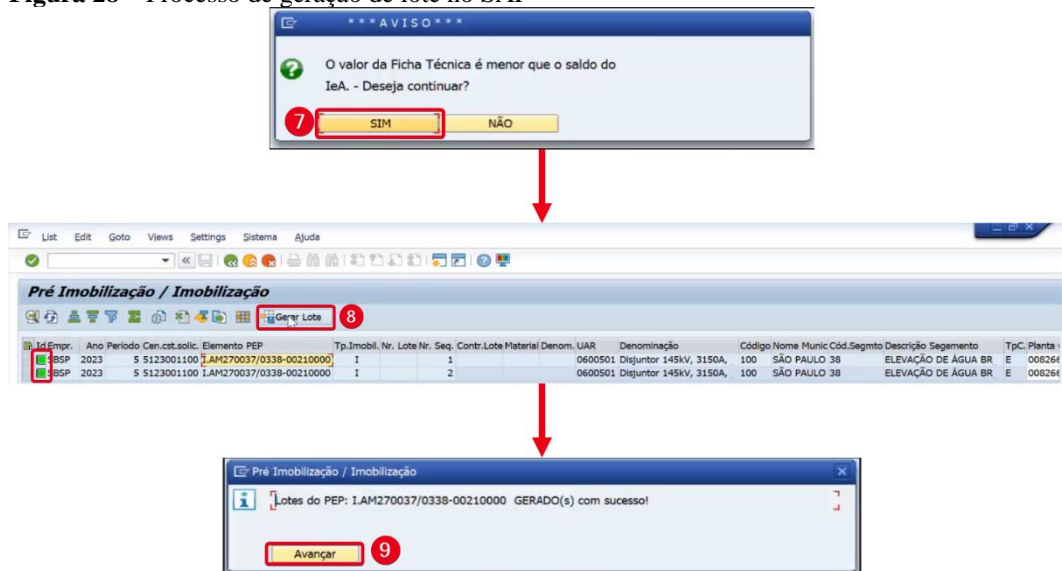 Figura 28 – Processo de geração de lote no SAP
* * * A V I S O * * *
O valor da Ficha Técnica é menor que o saldo do
IeA. - Deseja continuar?
7 SIM NÃO
List Edit Goto Views Settings Sistema Ajuda
Pré Imobilização / Imobilização
Gerar Lote 8
Id Empr. Ano Período Cen.cst.solic. Elemento PEP Tp.Imobil. Nr. Lote Nr. Seq. Contr.Lote Material Denom. UAR Denominação Código Nome Munic Cód.Segmto Descrição Segemento TpC. Planta
SBSP 2023 5 5123001100 I.AM270037/0338-00210000 I 1 0600501 Disjuntor 145kV, 3150A, 100 SÃO PAULO 38 ELEVAÇÃO DE ÁGUA BR E 008266
SBSP 2023 5 5123001100 I.AM270037/0338-00210000 I 2 0600501 Disjuntor 145kV, 3150A, 100 SÃO PAULO 38 ELEVAÇÃO DE ÁGUA BR E 008266
Pré Imobilização / Imobilização
Lotes do PEP: I.AM270037/0338-00210000 GERADO(s) com sucesso!
Avançar 9